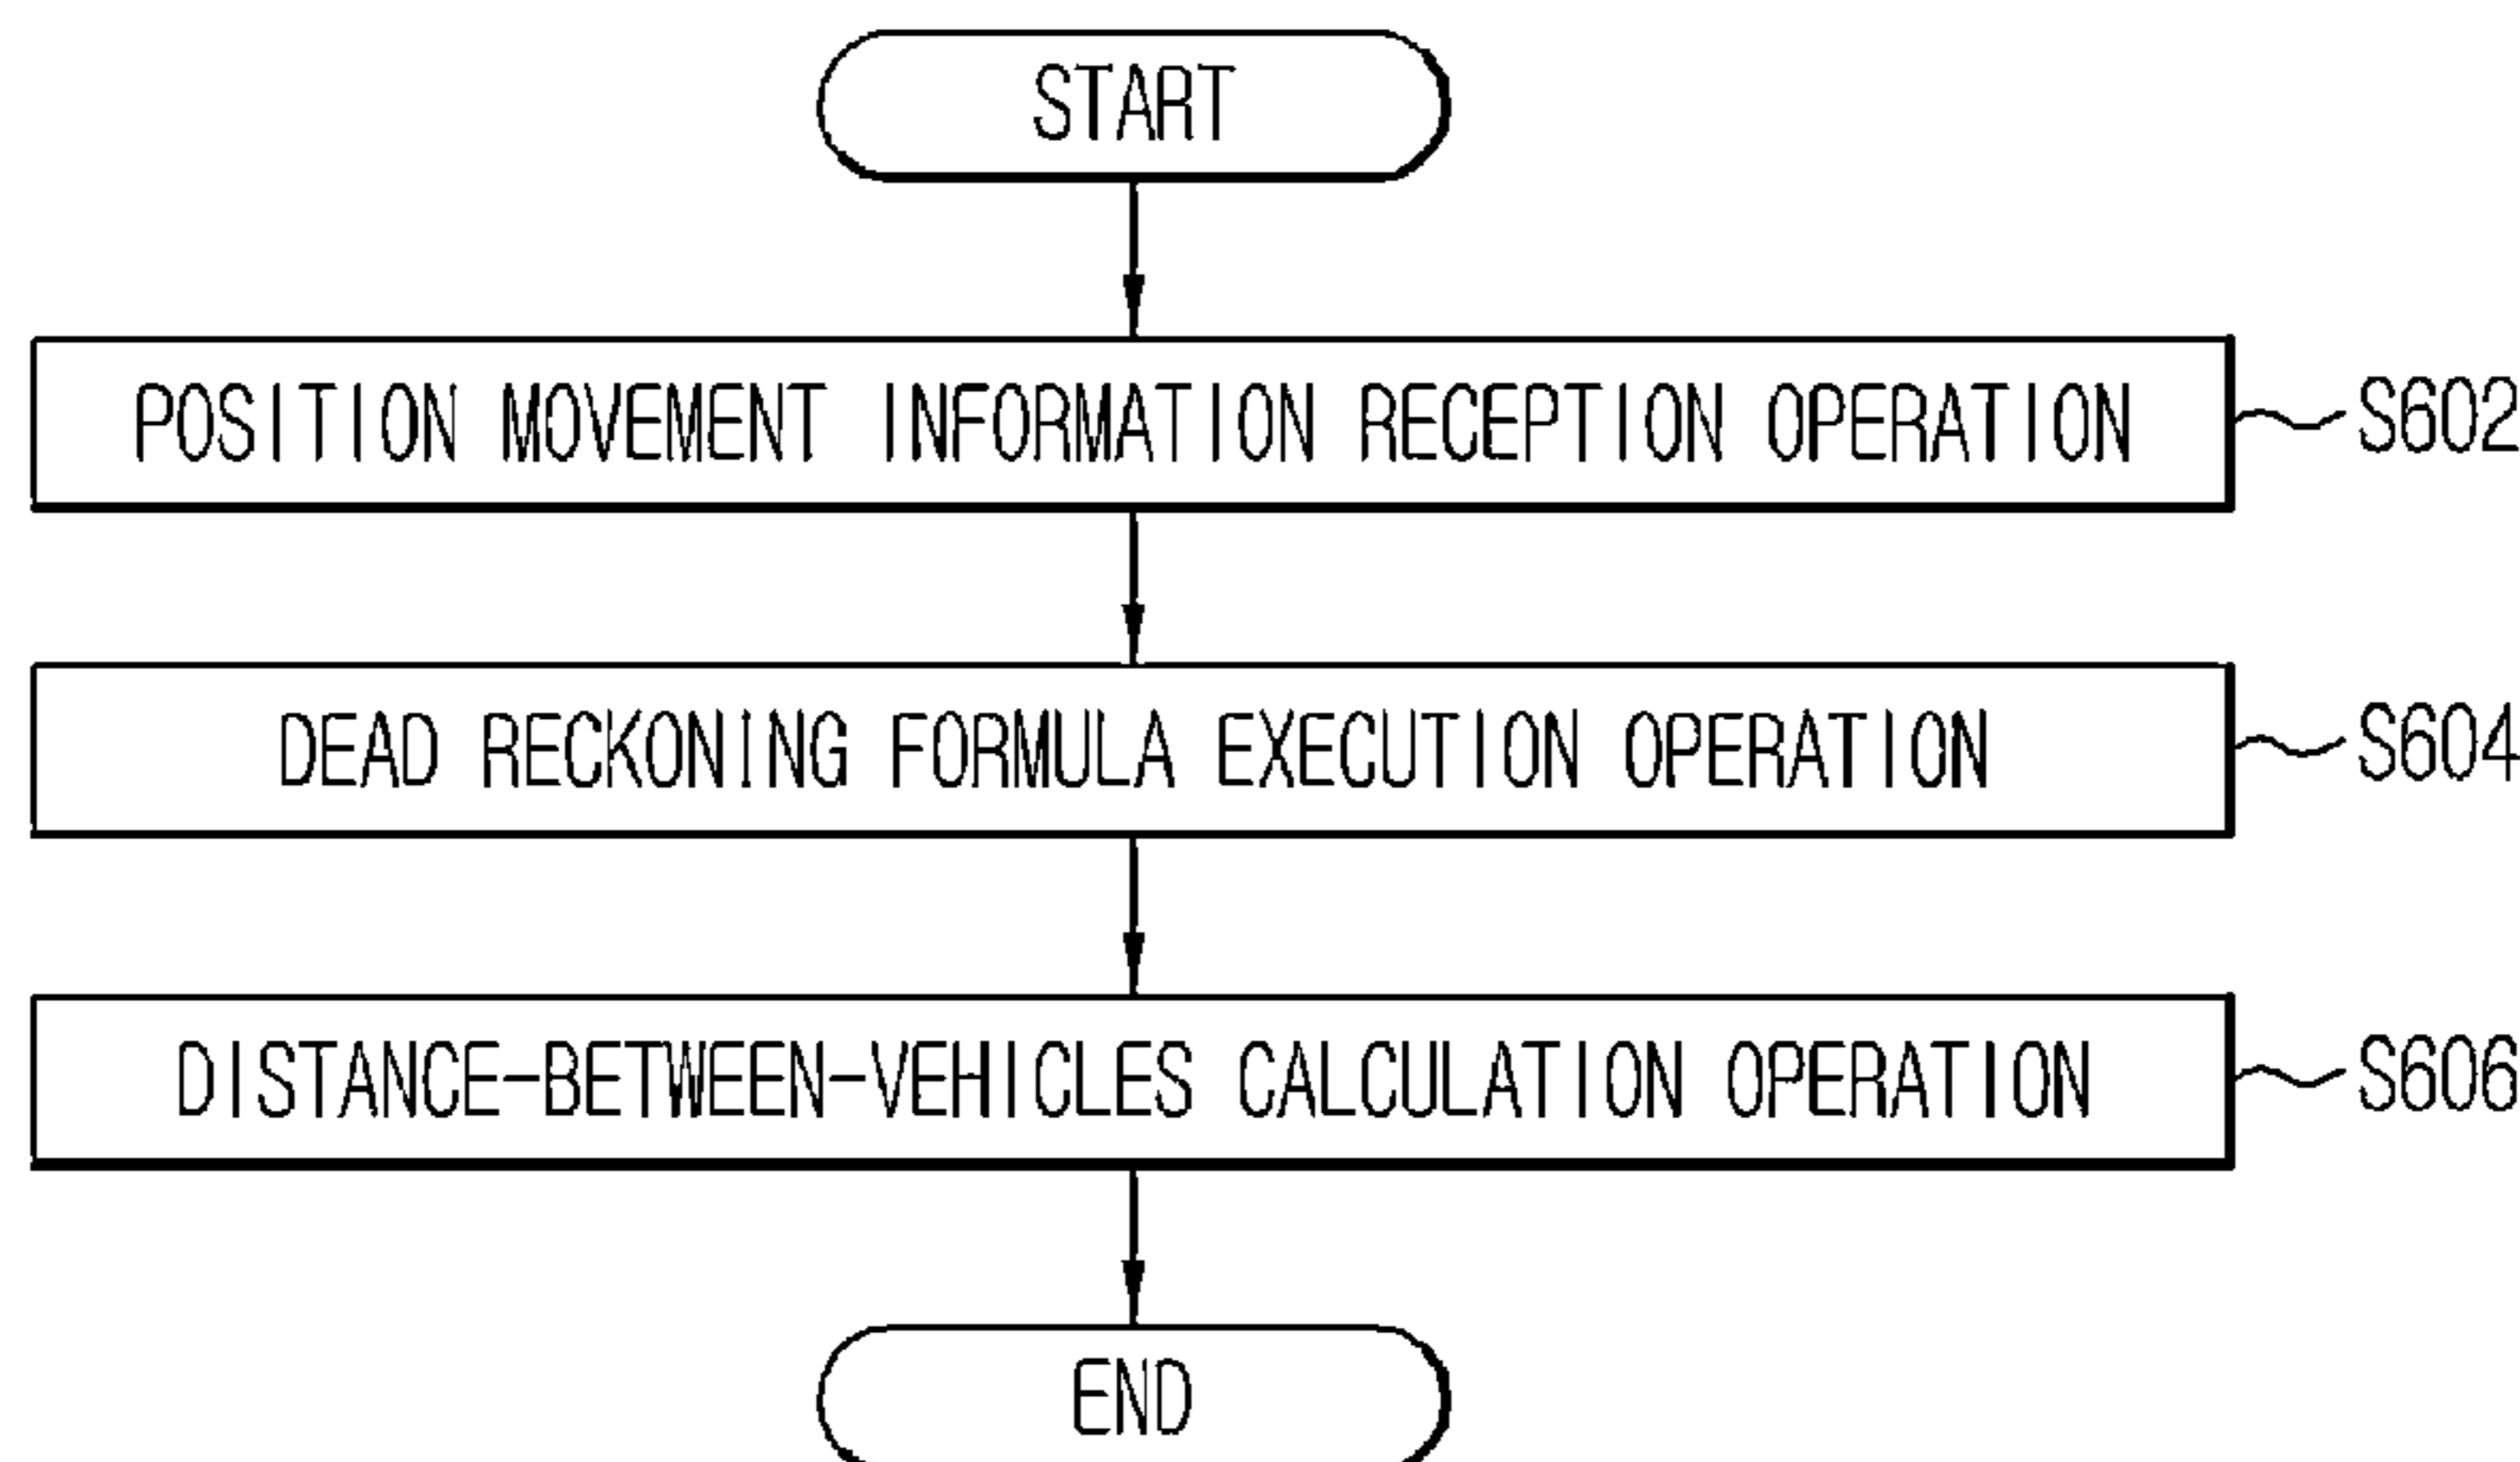 START
POSITION MOVEMENT INFORMATION RECEPTION OPERATION S602
DEAD RECKONING FORMULA EXECUTION OPERATION S604
DISTANCE-BETWEEN-VEHICLES CALCULATION OPERATION S606
END